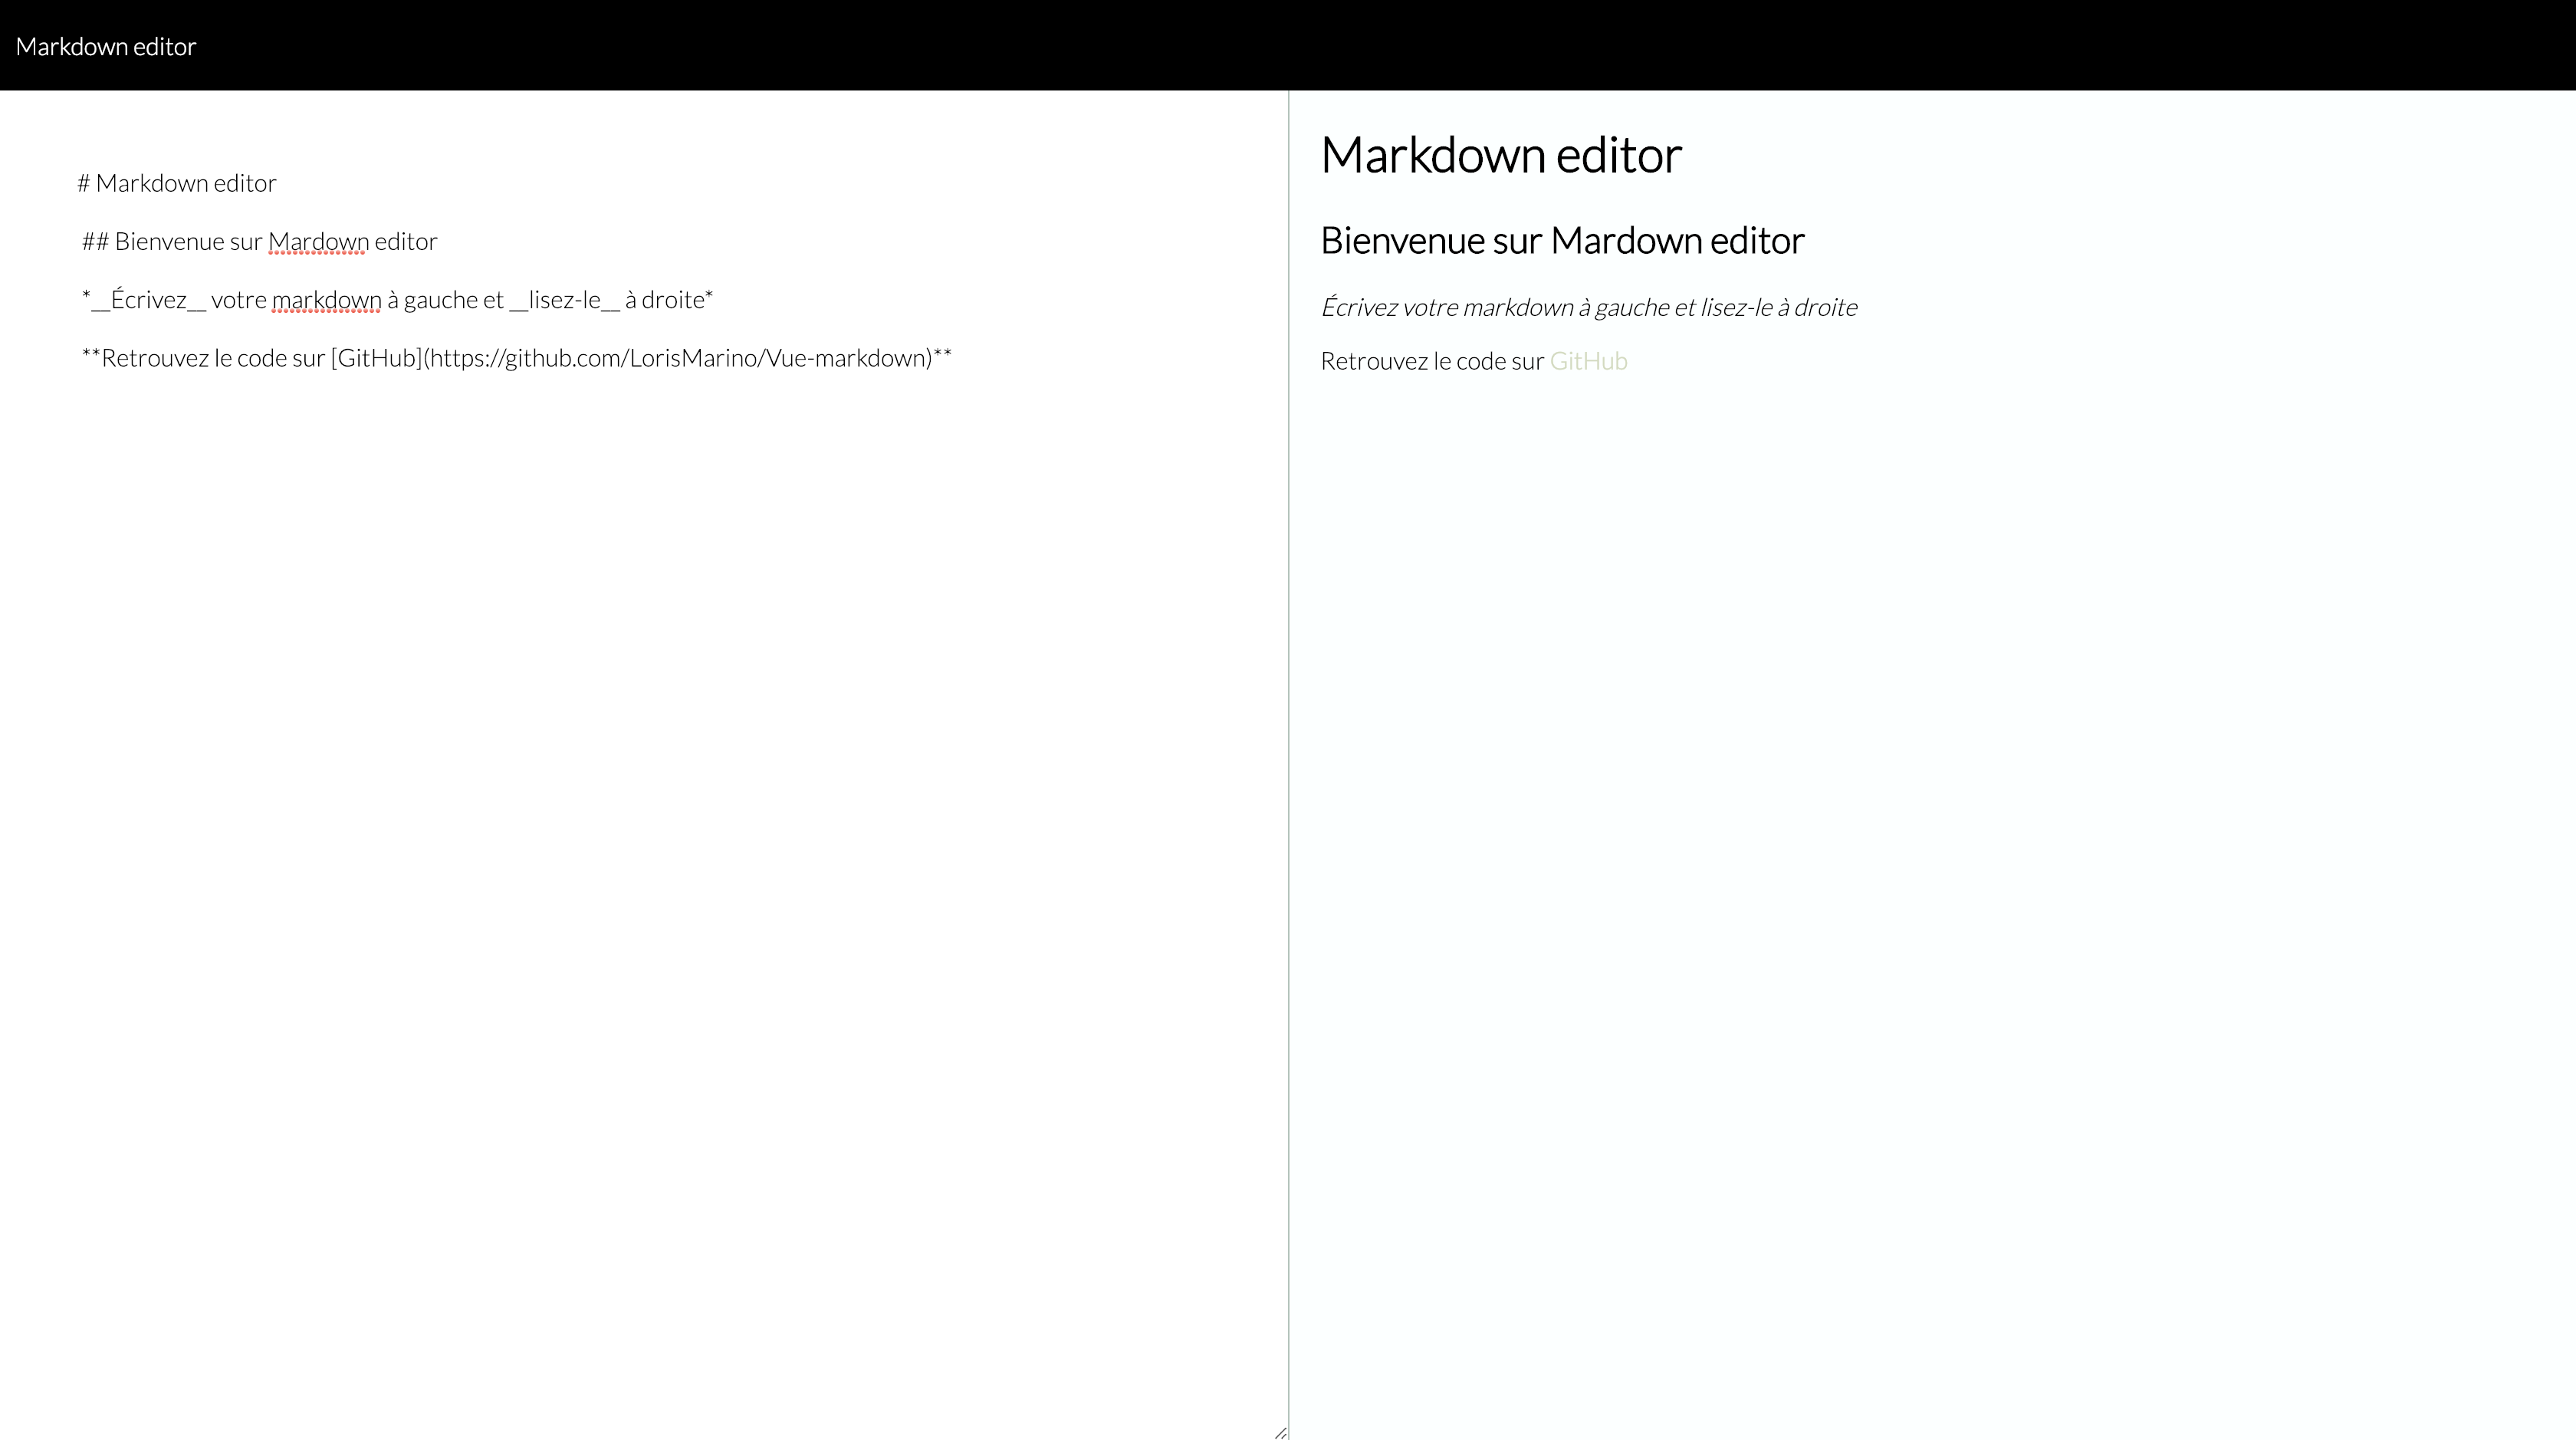 Markdown editor
# Markdown editor
## Bienvenue sur Mardown editor
*__Écrivez__ votre markdown à gauche et __lisez-le__ à droite*
**Retrouvez le code sur [GitHub](https://github.com/LorisMarino/Vue-markdown)**
Markdown editor
Bienvenue sur Mardown editor
Écrivez votre markdown à gauche et lisez-le à droite
Retrouvez le code sur GitHub